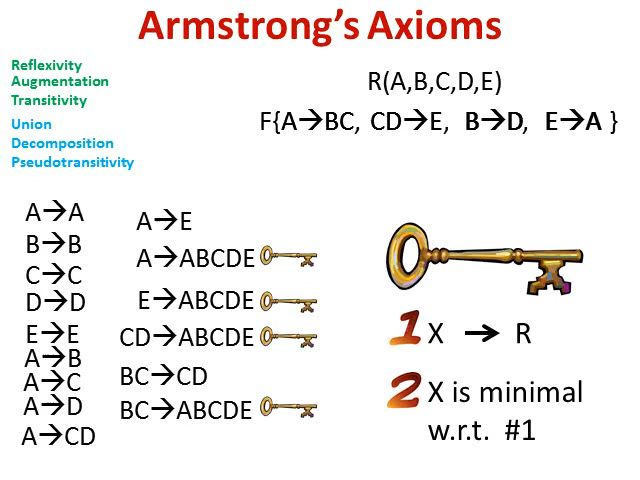 Armstrong's Axioms
Reflexivity
Augmentation
Transitivity
Union
Decomposition
Pseudotransitivity
R(A,B,C,D,E)
F{A→BC, CD→E, B→D, E→A }
A→A
B→B
C→C
D→D
E→E
A→B
A→C
A→D
A→CD
A→E
A→ABCDE
E→ABCDE
CD→ABCDE
BC→CD
BC→ABCDE
1 X → R
2 X is minimal
w.r.t. #1